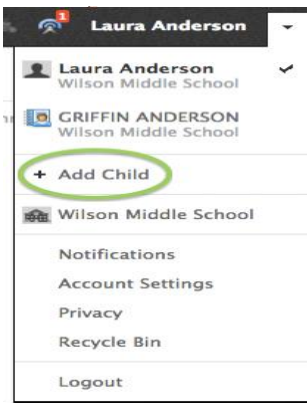 1
Laura Anderson
Laura Anderson
Wilson Middle School
GRIFFIN ANDERSON
Wilson Middle School
+ Add Child
Wilson Middle School
Notifications
Account Settings
Privacy
Recycle Bin
Logout